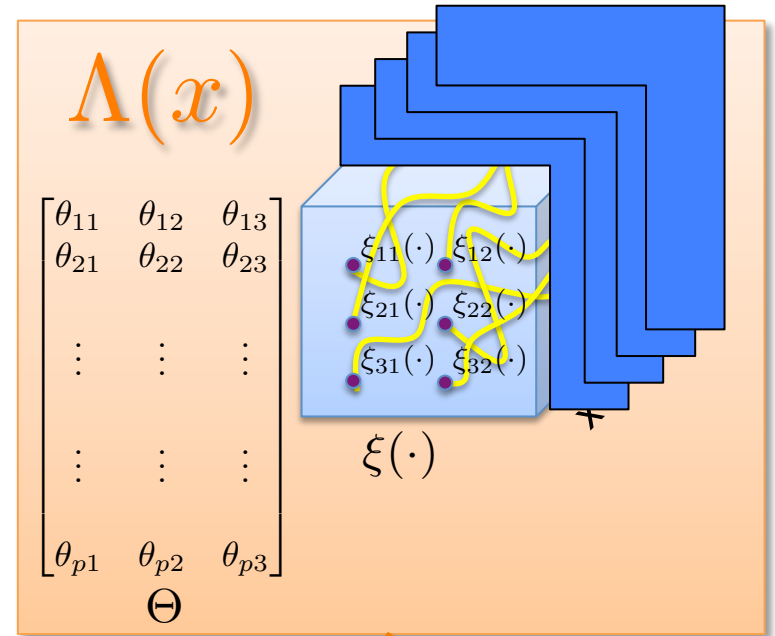 Λ(x)
θ₁₁ θ₁₂ θ₁₃
θ₂₁ θ₂₂ θ₂₃
⋮ ⋮ ⋮
⋮ ⋮ ⋮
θₚ₁ θₚ₂ θₚ₃
Θ
ξ₁₁(·) ξ₁₂(·)
ξ₂₁(·) ξ₂₂(·)
ξ₃₁(·) ξ₃₂(·)
ξ(·)
x